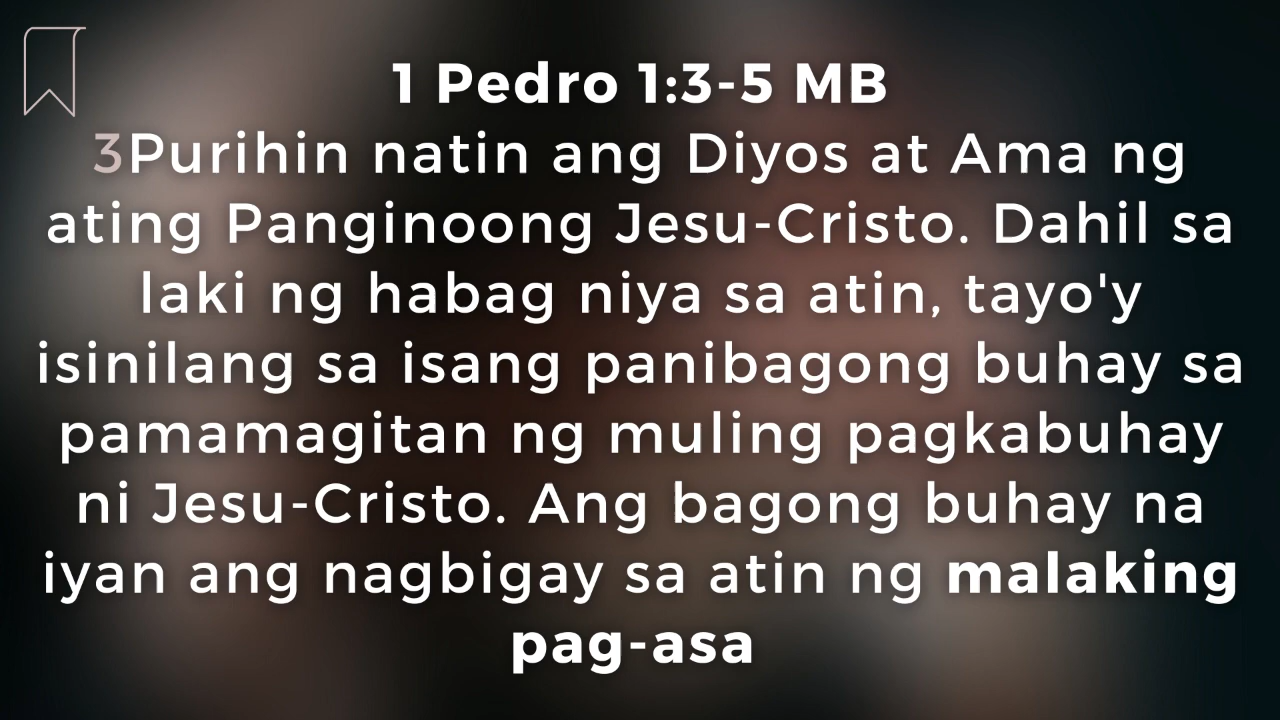 1 Pedro 1:3-5 MB
3Purihin natin ang Diyos at Ama ng
ating Panginoong Jesu-Cristo. Dahil sa
laki ng habag niya sa atin, tayo'y
isinilang sa isang panibagong buhay sa
pamamagitan ng muling pagkabuhay
ni Jesu-Cristo. Ang bagong buhay na
iyan ang nagbigay sa atin ng malaking
pag-asa